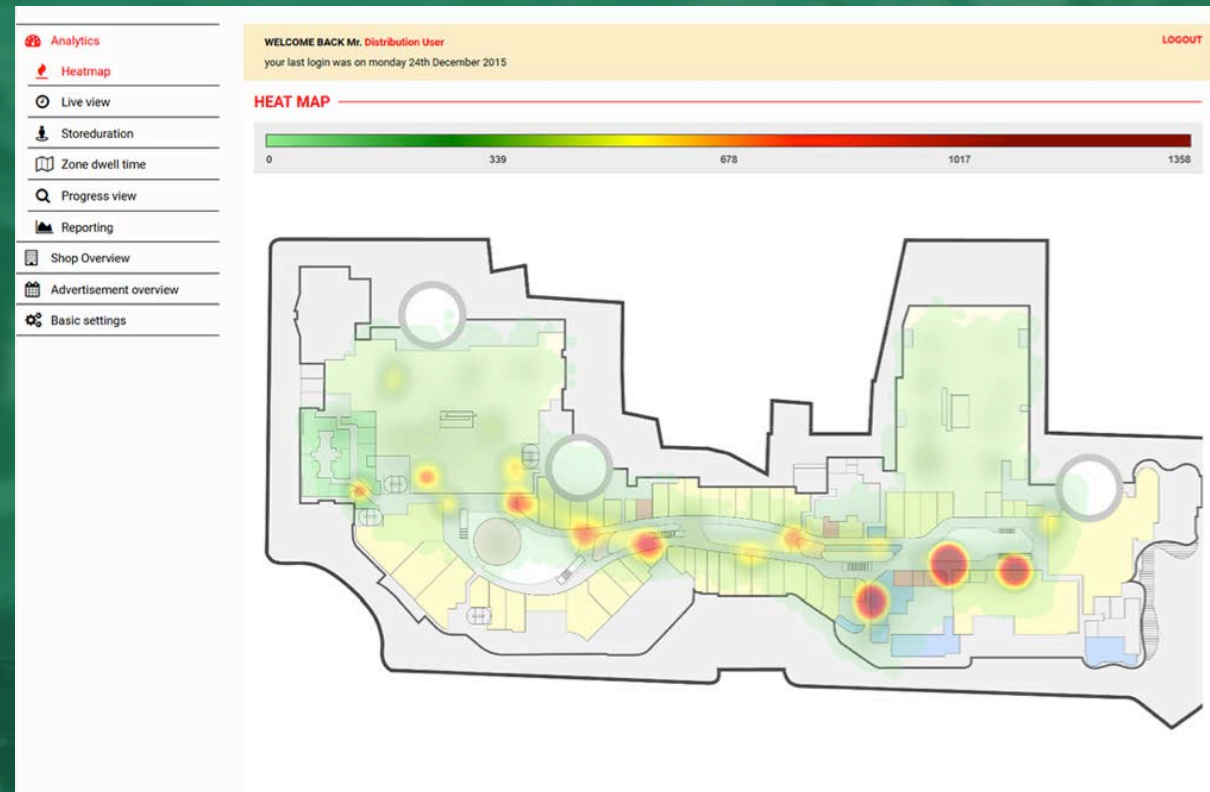 Analytics
Heatmap
Live view
Storeduration
Zone dwell time
Progress view
Reporting
Shop Overview
Advertisement overview
Basic settings
WELCOME BACK Mr. Distribution User
LOGOUT
your last login was on monday 24th December 2015
HEAT MAP
0 339 678 1017 1358